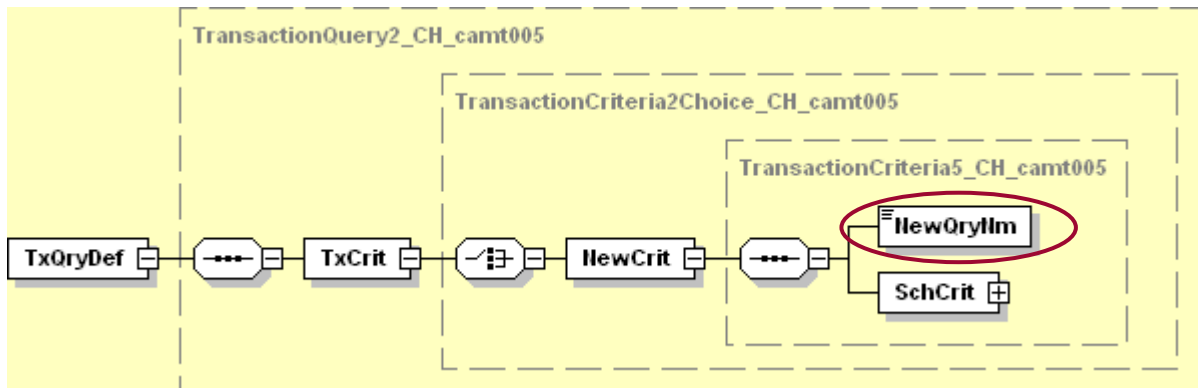 TransactionQuery2_CH_camt005
TransactionCriteria2Choice_CH_camt005
TransactionCriteria5_CH_camt005
NewQryNm
TxQryDef
TxCrit
NewCrit
SchCrit